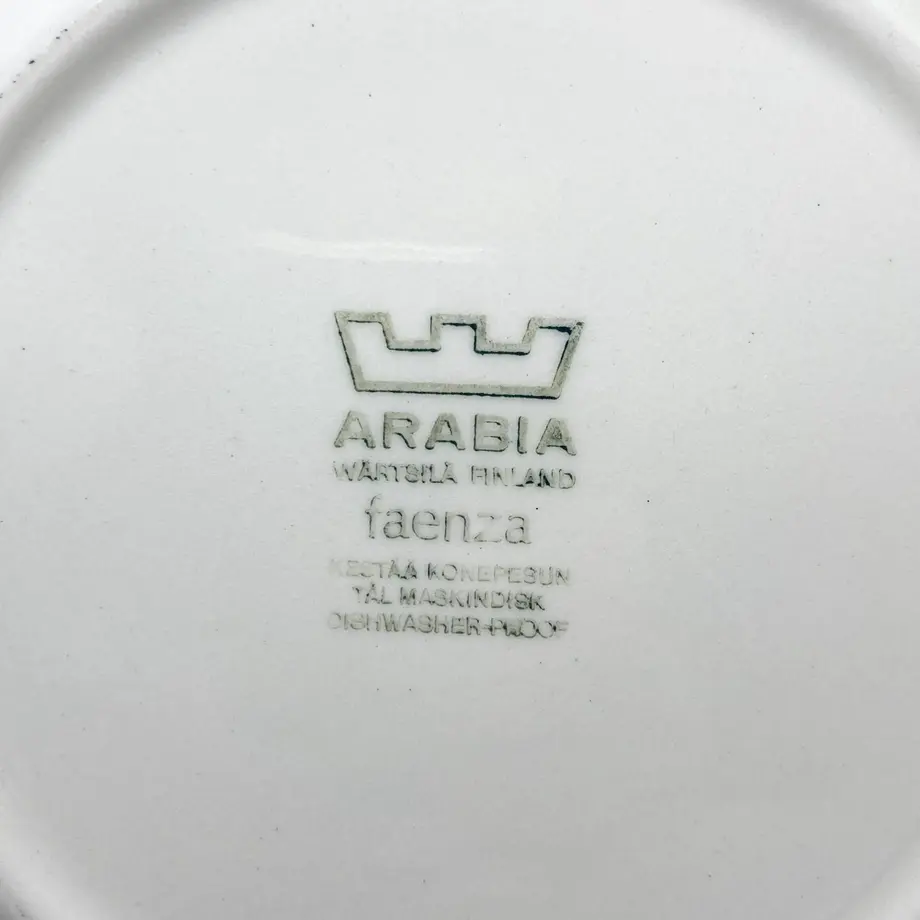 ARABIA
WÄRTSILÄ FINLAND
faenza
KESTÄÄ KONEPESUN
TÅL MASKINDISK
DISHWASHER-PROOF